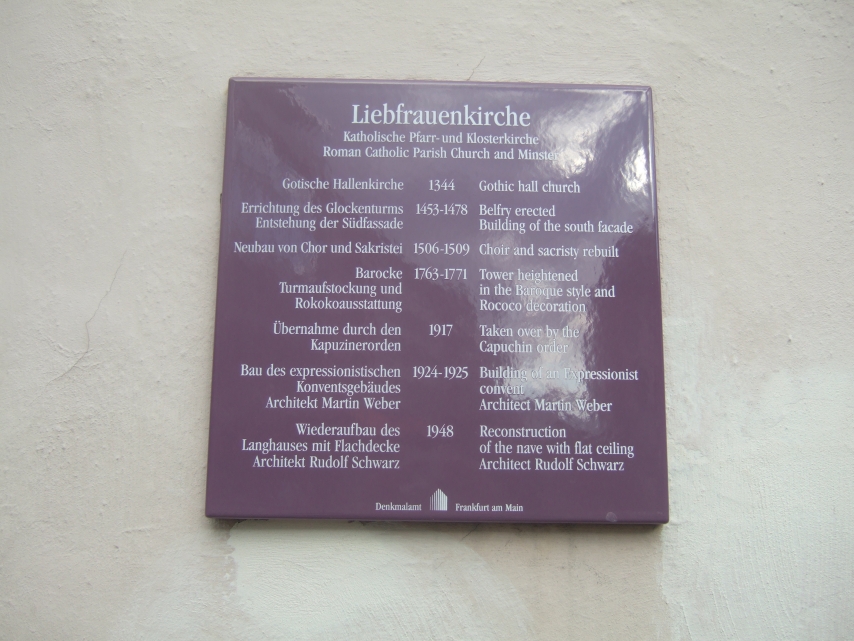 Liebfrauenkirche
Katholische Pfarr- und Klosterkirche
Roman Catholic Parish Church and Minster
Gotische Hallenkirche 1344 Gothic hall church
Errichtung des Glockenturms 1453-1478 Belfry erected
Entstehung der Südfassade Building of the south facade
Neubau von Chor und Sakristei 1506-1509 Choir and sacristy rebuilt
Barocke 1763-1771 Tower heightened
Turmaufstockung und in the Baroque style and
Rokokoausstattung Rococo decoration
Übernahme durch den 1917 Taken over by the
Kapuzinerorden Capuchin order
Bau des expressionistischen 1924-1925 Building of an Expressionist
Konventsgebäudes convent
Architekt Martin Weber Architect Martin Weber
Wiederaufbau des 1948 Reconstruction
Langhauses mit Flachdecke of the nave with flat ceiling
Architekt Rudolf Schwarz Architect Rudolf Schwarz
Denkmalamt Frankfurt am Main